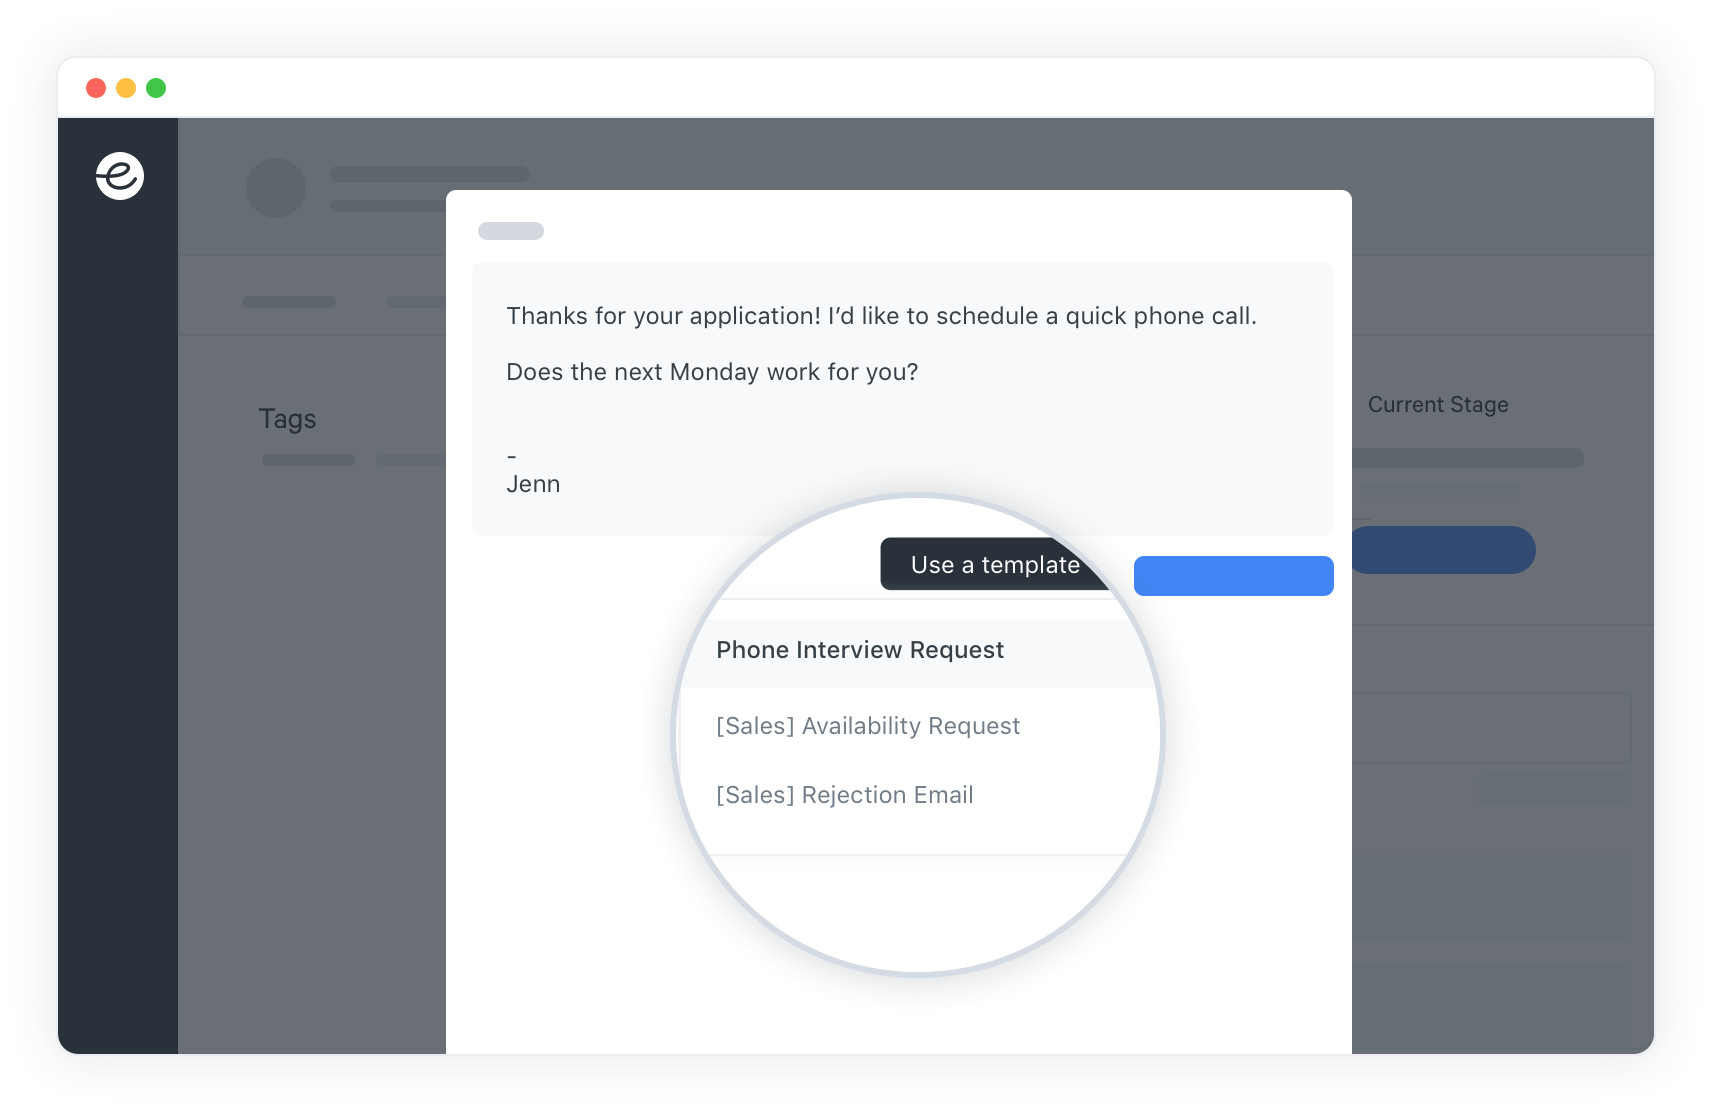 Thanks for your application! I’d like to schedule a quick phone call.
Does the next Monday work for you?
-
Jenn
Tags
Current Stage
Use a template
Phone Interview Request
[Sales] Availability Request
[Sales] Rejection Email